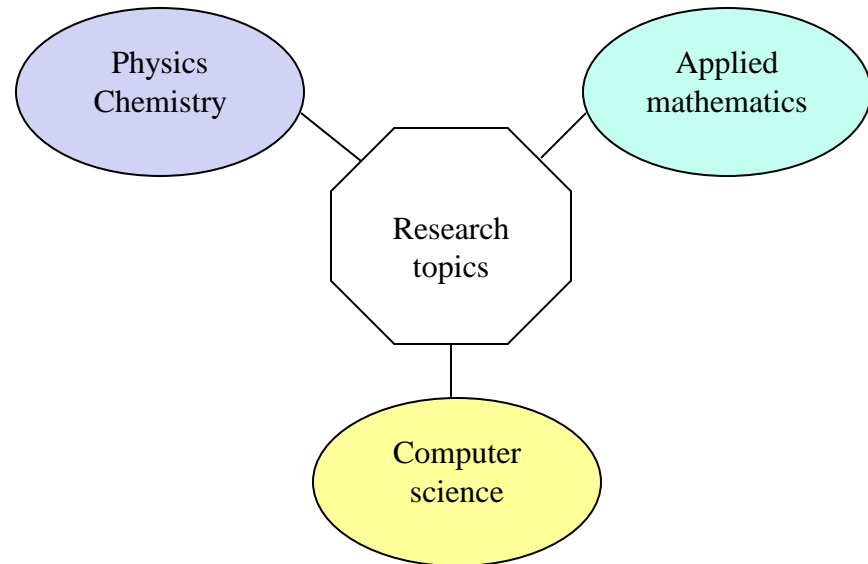 Physics
Chemistry
Applied
mathematics
Research
topics
Computer
science